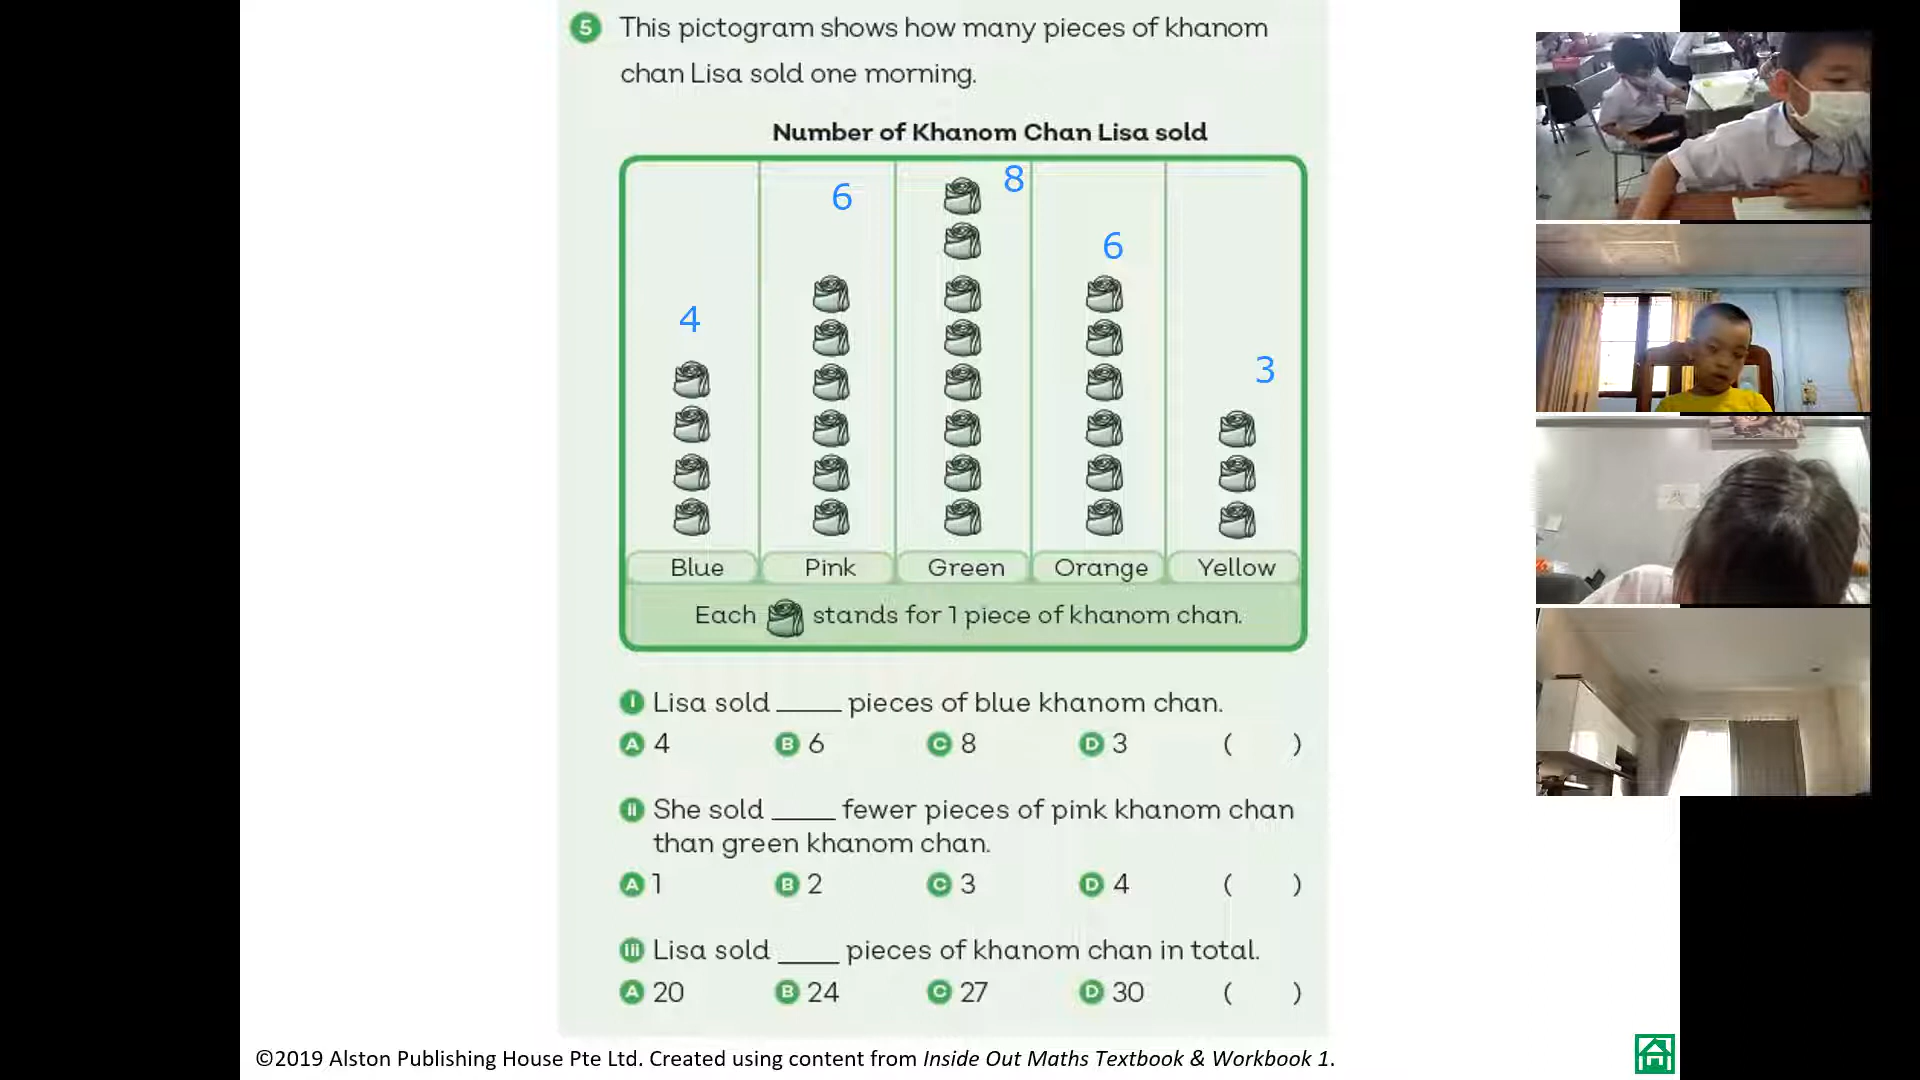 5 This pictogram shows how many pieces of khanom
chan Lisa sold one morning.
Number of Khanom Chan Lisa sold
4 6 8 6 3
Blue Pink Green Orange Yellow
Each stands for 1 piece of khanom chan.
i Lisa sold ____ pieces of blue khanom chan.
A 4 B 6 C 8 D 3 ( )
ii She sold ____ fewer pieces of pink khanom chan
than green khanom chan.
A 1 B 2 C 3 D 4 ( )
iii Lisa sold ____ pieces of khanom chan in total.
A 20 B 24 C 27 D 30 ( )
©2019 Alston Publishing House Pte Ltd. Created using content from Inside Out Maths Textbook & Workbook 1.